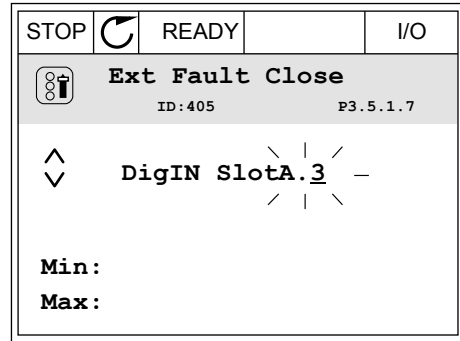 STOP READY I/O
Ext Fault Close
ID:405 P3.5.1.7
DigIN SlotA.3
Min:
Max: